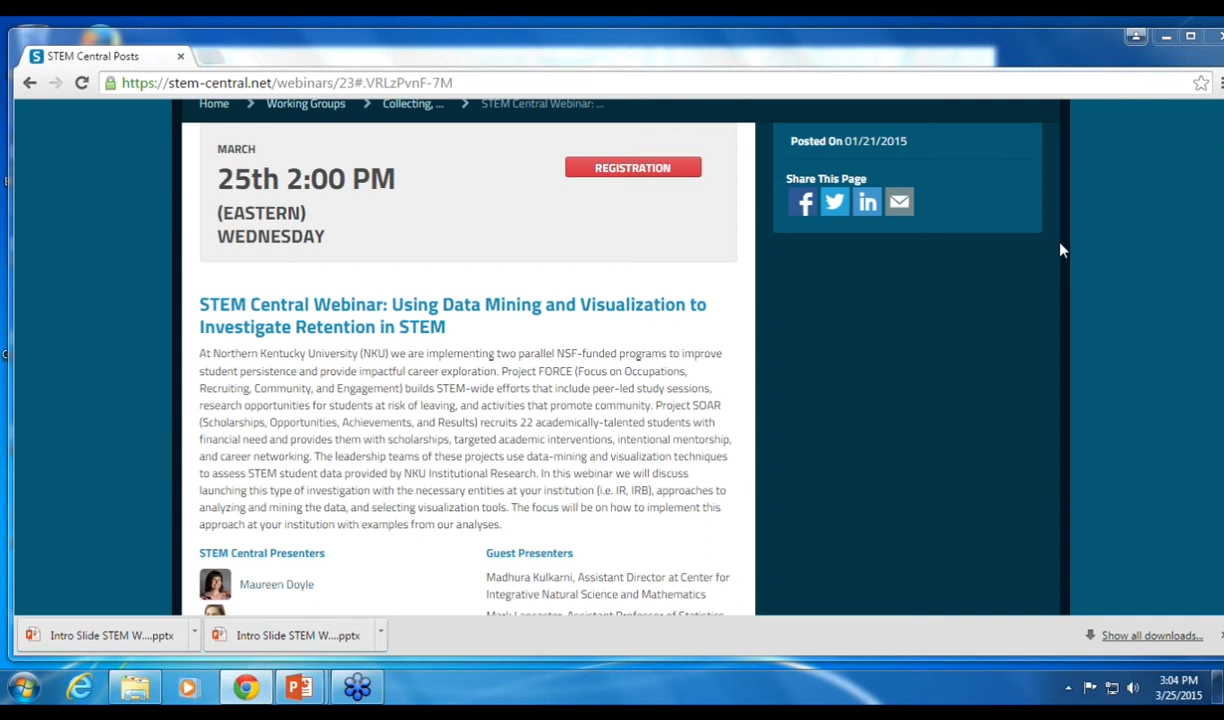 STEM Central Posts
https://stem-central.net/webinars/23#.VRLzPvnF-7M
Home
Working Groups
Collecting, ...
STEM Central Webinar: ...
MARCH
25th 2:00 PM
(EASTERN)
WEDNESDAY
REGISTRATION
Posted On 01/21/2015
Share This Page
STEM Central Webinar: Using Data Mining and Visualization to
Investigate Retention in STEM
At Northern Kentucky University (NKU) we are implementing two parallel NSF-funded programs to improve
student persistence and provide impactful career exploration. Project FORCE (Focus on Occupations,
Recruiting, Community, and Engagement) builds STEM-wide efforts that include peer-led study sessions,
research opportunities for students at risk of leaving, and activities that promote community. Project SOAR
(Scholarships, Opportunities, Achievements, and Results) recruits 22 academically-talented students with
financial need and provides them with scholarships, targeted academic interventions, intentional mentorship,
and career networking. The leadership teams of these projects use data-mining and visualization techniques
to assess STEM student data provided by NKU Institutional Research. In this webinar we will discuss
launching this type of investigation with the necessary entities at your institution (i.e. IR, IRB), approaches to
analyzing and mining the data, and selecting visualization tools. The focus will be on how to implement this
approach at your institution with examples from our analyses.
STEM Central Presenters
Maureen Doyle
Guest Presenters
Madhura Kulkarni, Assistant Director at Center for
Integrative Natural Science and Mathematics
Mark Lancaster, Assistant Professor of Statistics
Intro Slide STEM W....pptx
Intro Slide STEM W....pptx
Show all downloads...
3:04 PM
3/25/2015